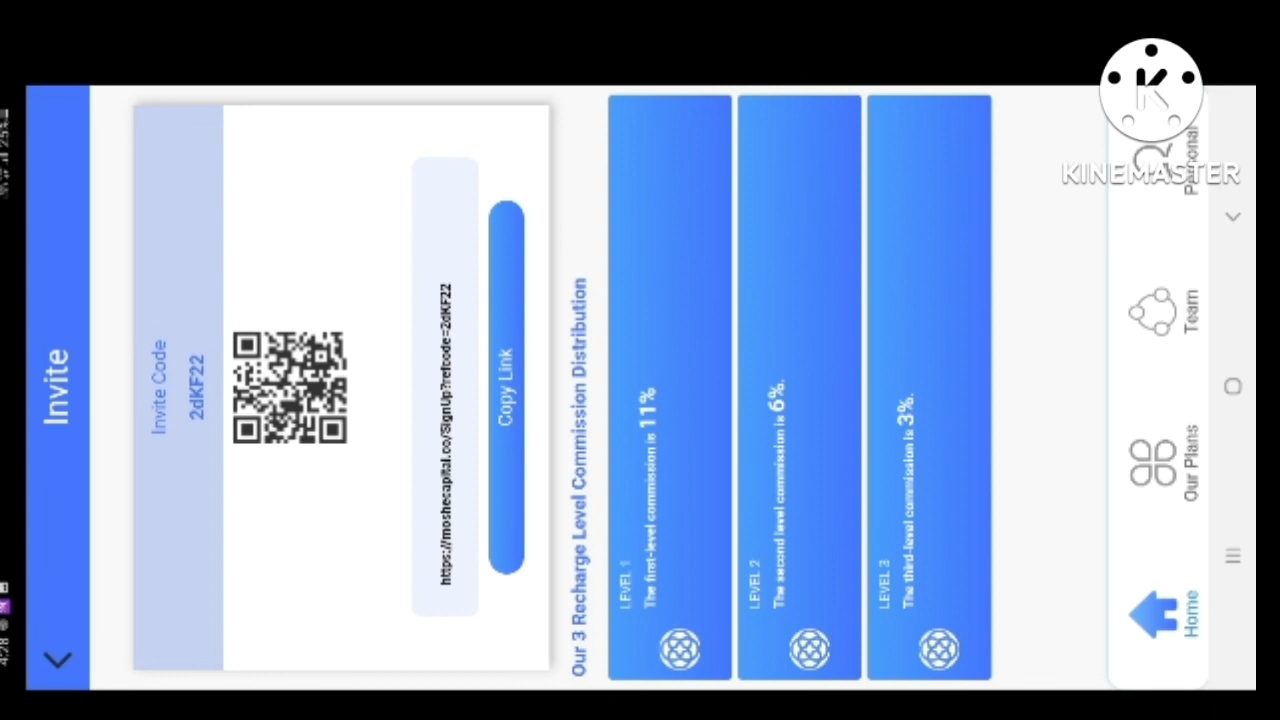 4:28
Invite
Invite Code
2dKF22
https://moshecapital.co/SignUp?refcode=2dKF22
Copy Link
Our 3 Recharge Level Commission Distribution
LEVEL 1
The first-level commission is 11%
LEVEL 2
The second level commission is 6%.
LEVEL 3
The third-level commission is 3%.
Home
Our Plans
Team
Personal
KINEMASTER